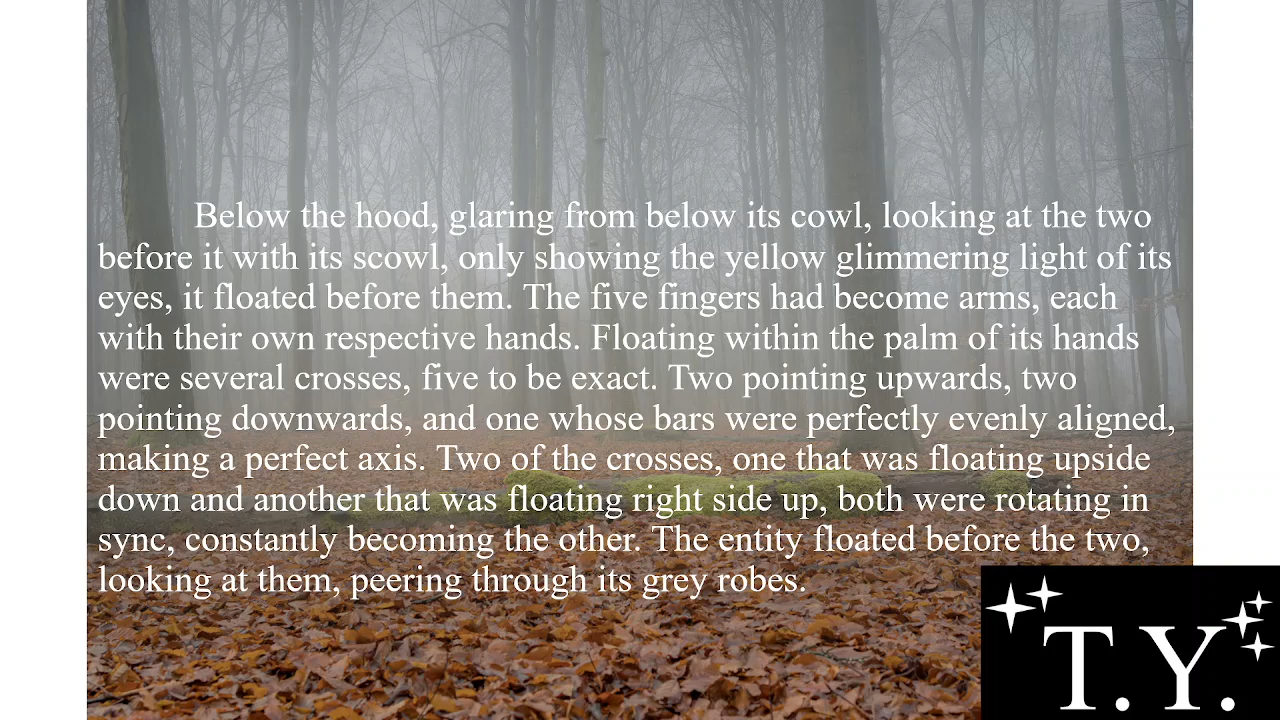 Below the hood, glaring from below its cowl, looking at the two
before it with its scowl, only showing the yellow glimmering light of its
eyes, it floated before them. The five fingers had become arms, each
with their own respective hands. Floating within the palm of its hands
were several crosses, five to be exact. Two pointing upwards, two
pointing downwards, and one whose bars were perfectly evenly aligned,
making a perfect axis. Two of the crosses, one that was floating upside
down and another that was floating right side up, both were rotating in
sync, constantly becoming the other. The entity floated before the two,
looking at them, peering through its grey robes.
T.Y.